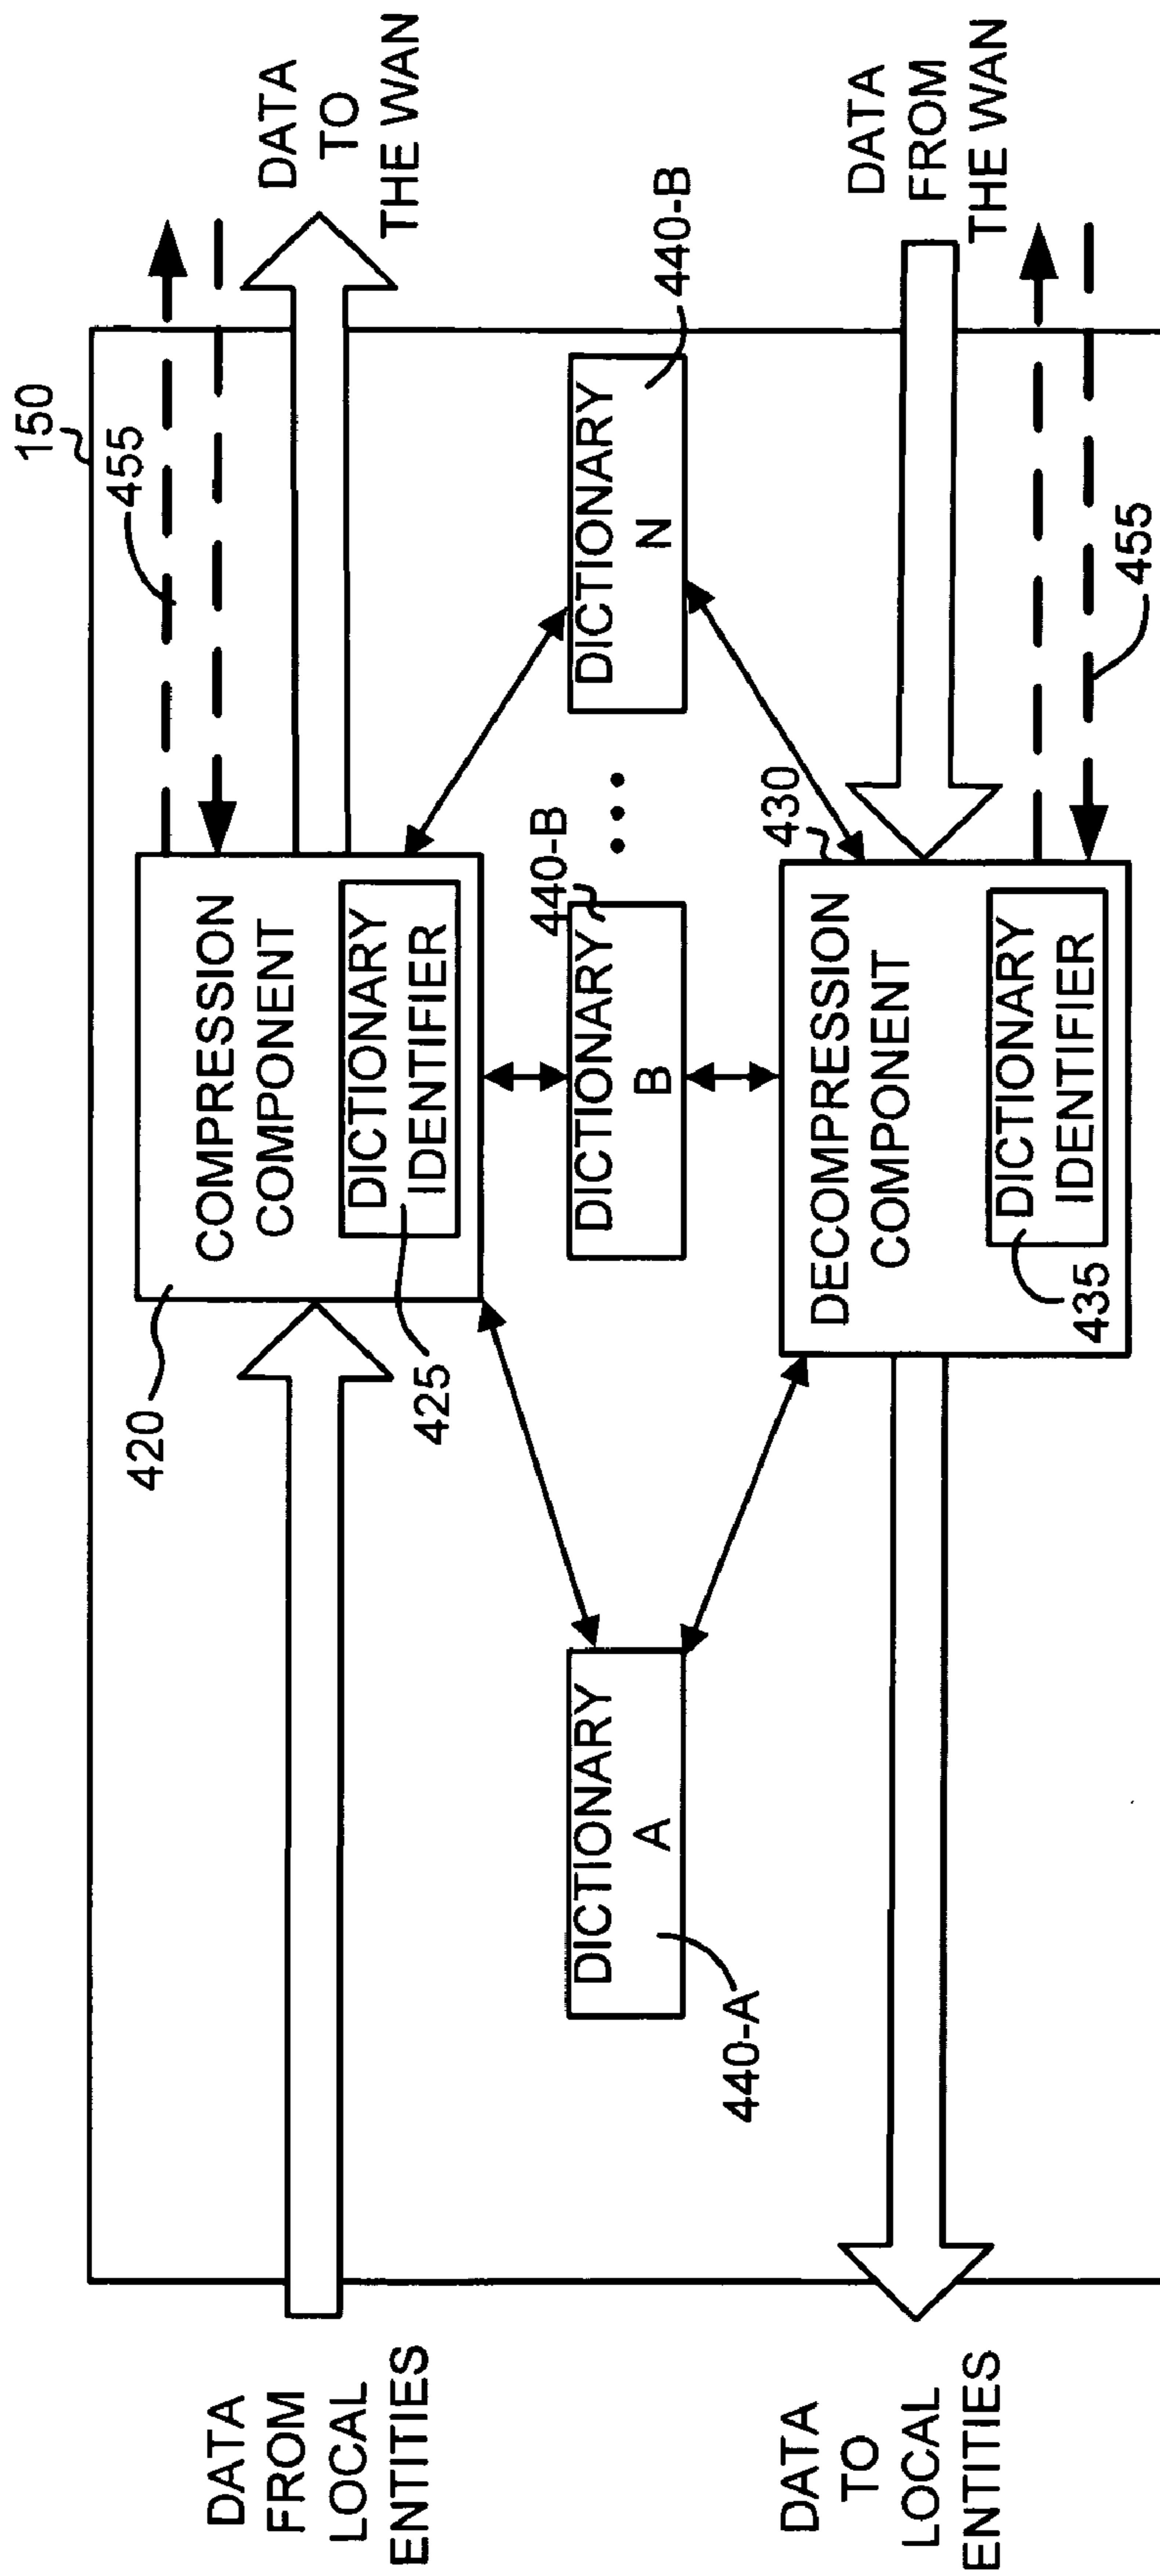 150
455
DATA
FROM
LOCAL
ENTITIES
420
COMPRESSION
COMPONENT
DICTIONARY
IDENTIFIER
425
DATA
TO
THE WAN
DICTIONARY
A
440-A
DICTIONARY
B
440-B
DICTIONARY
N
440-B
430
DATA
TO
LOCAL
ENTITIES
DECOMPRESSION
COMPONENT
DICTIONARY
IDENTIFIER
435
DATA
FROM
THE WAN
455